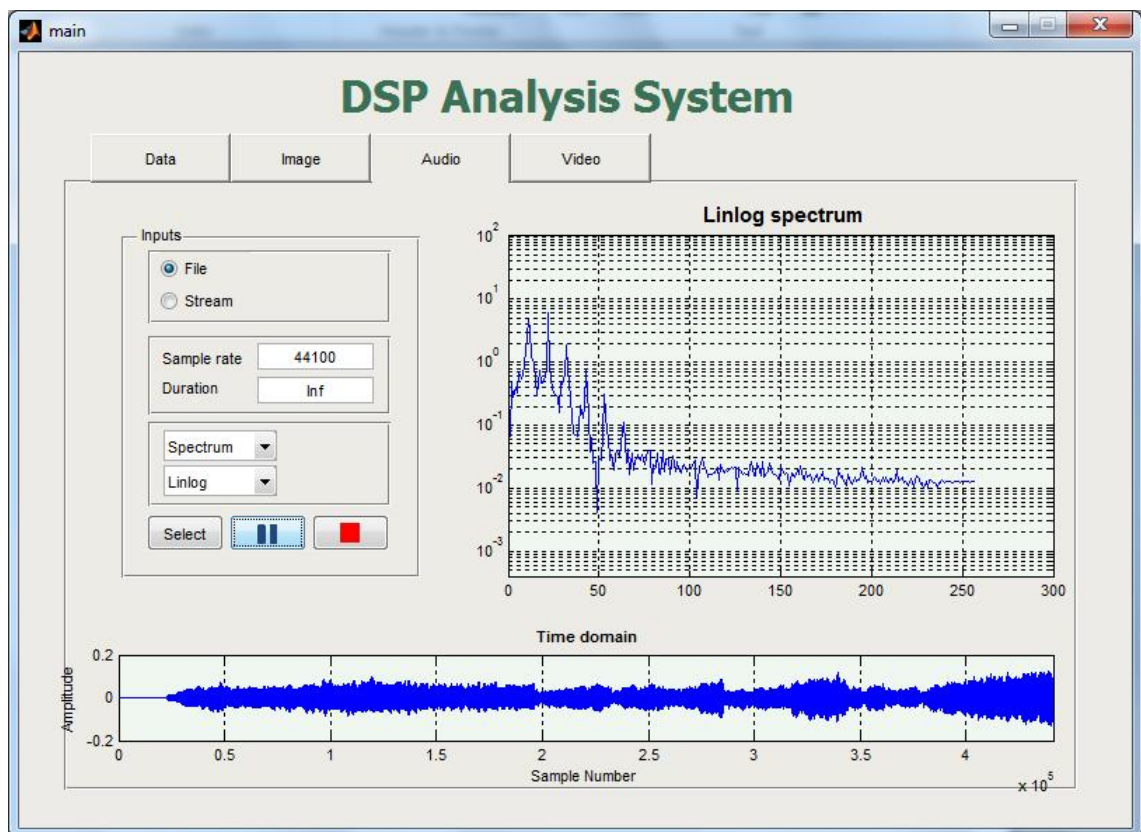 main
DSP Analysis System
Data
Image
Audio
Video
Inputs
File
Stream
Sample rate 44100
Duration Inf
Spectrum
Linlog
Select
Linlog spectrum
10^2
10^1
10^0
10^-1
10^-2
10^-3
0 50 100 150 200 250 300
Time domain
Amplitude
0.2
0
-0.2
0 0.5 1 1.5 2 2.5 3 3.5 4
Sample Number
x 10^5